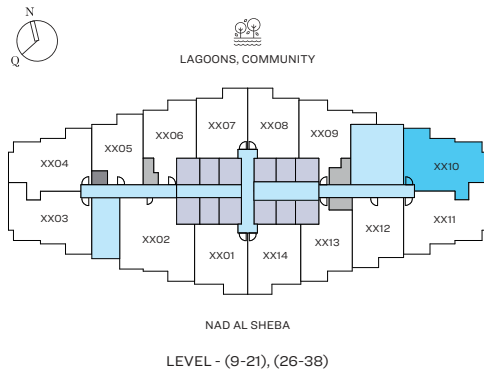 N
Q
LAGOONS, COMMUNITY
XX07 XX08
XX06 XX09
XX05
XX04 XX10
XX03 XX11
XX02 XX12
XX13
XX01 XX14
NAD AL SHEBA
LEVEL - (9-21), (26-38)